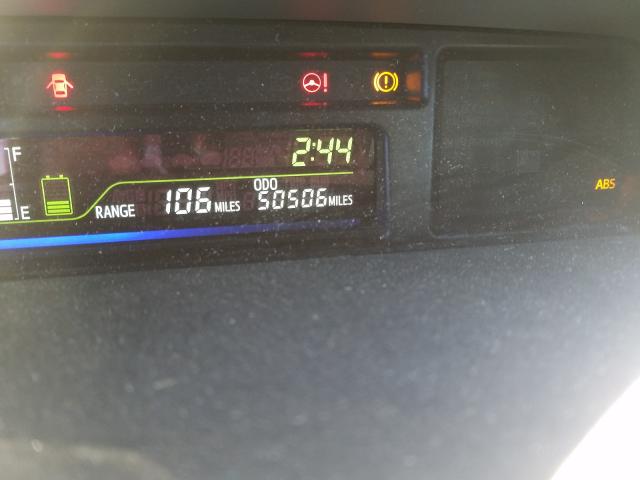 F
2:44
E
RANGE 106 MILES ODO 50506 MILES
ABS